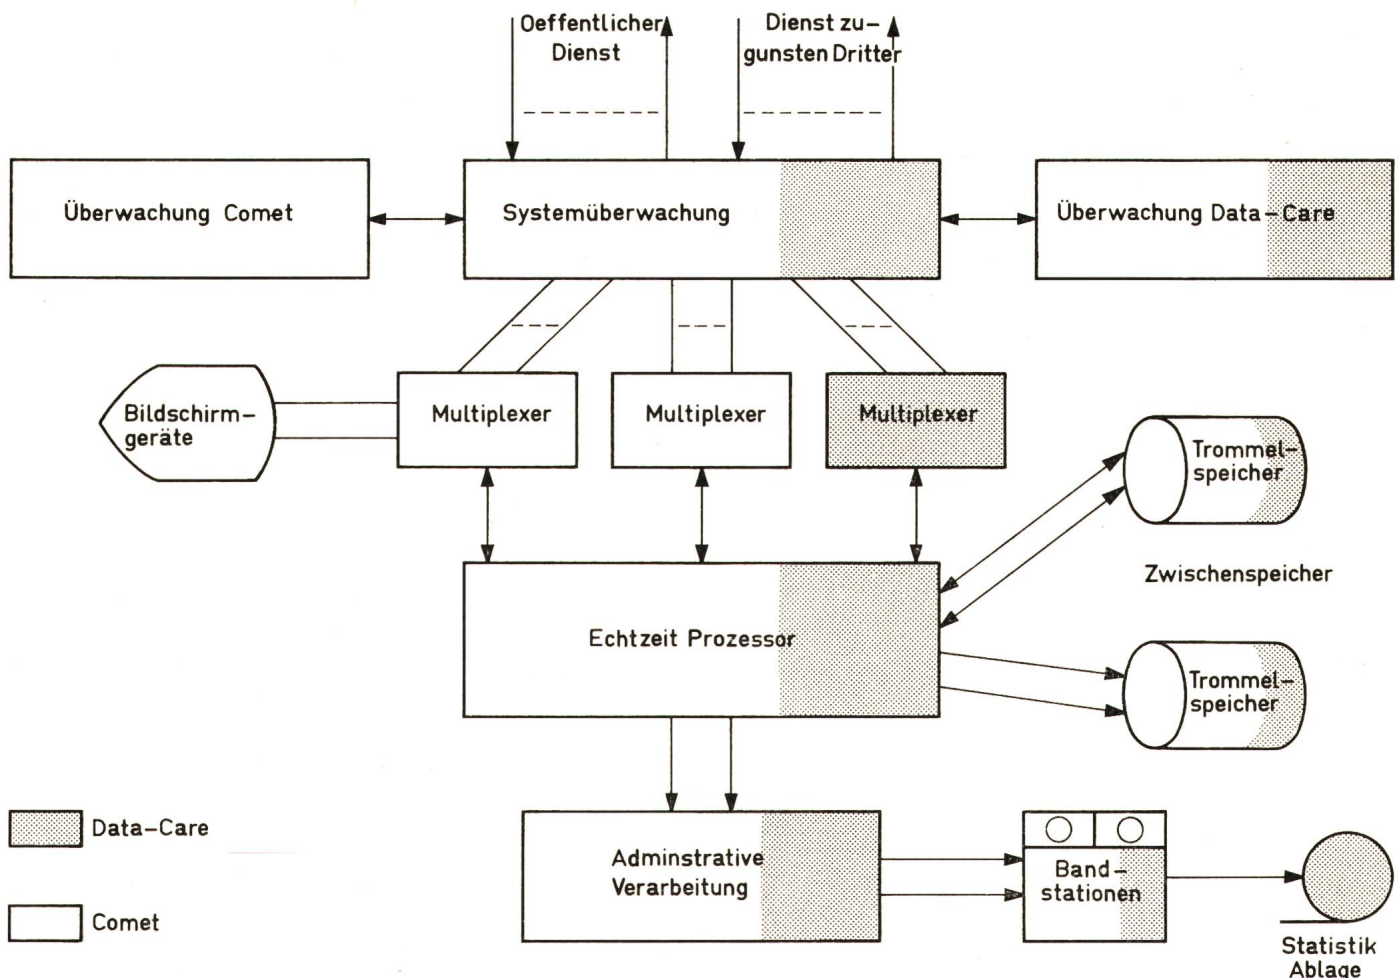 Oeffentlicher
Dienst
Dienst zu-
gunsten Dritter
Überwachung Comet
Systemüberwachung
Überwachung Data-Care
Bildschirm-
geräte
Multiplexer
Multiplexer
Multiplexer
Trommel-
speicher
Zwischenspeicher
Echtzeit Prozessor
Trommel-
speicher
Data-Care
Adminstrative
Verarbeitung
Band-
stationen
Comet
Statistik
Ablage